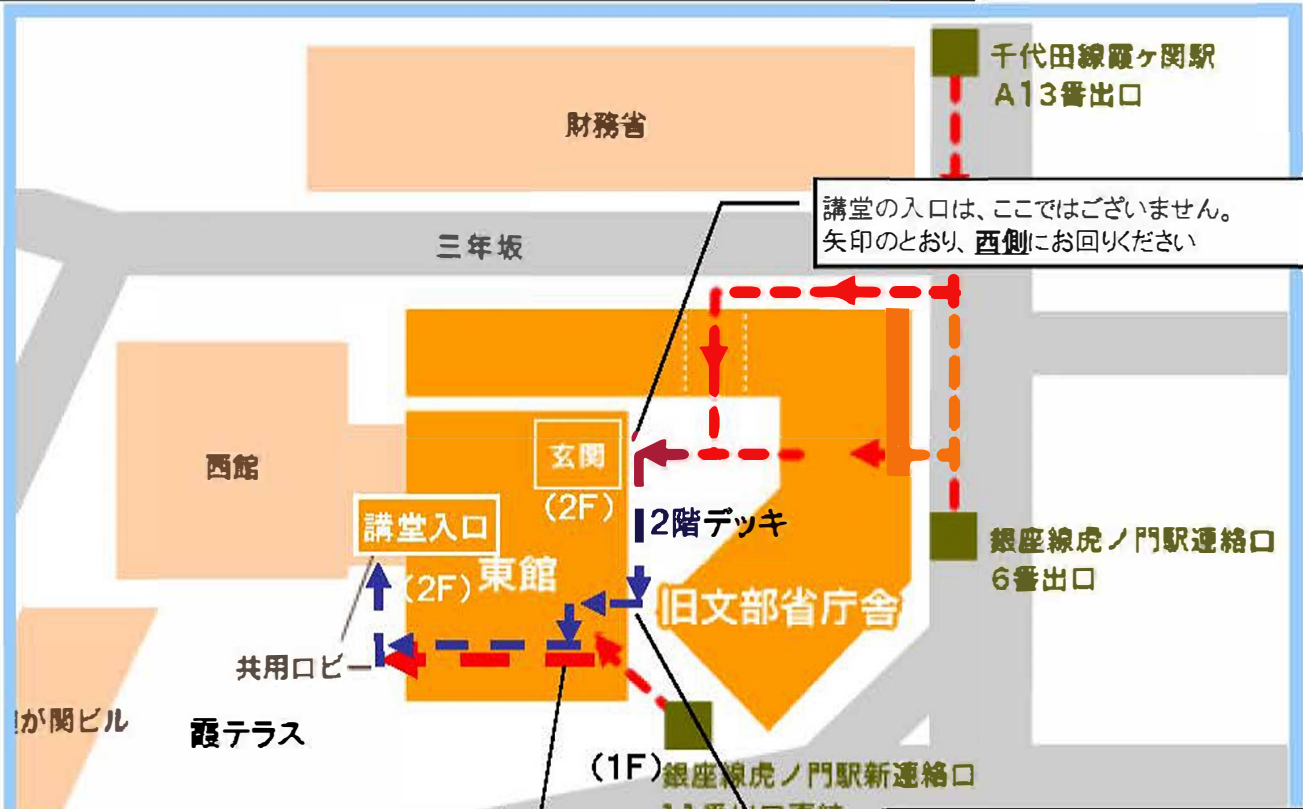 千代田線霞ヶ関駅
A13番出口
財務省
講堂の入口は、ここではございません。
矢印のとおり、西側にお回りください
三年坂
西館
玄関
(2F)
講堂入口
(2F)
東館
2階デッキ
旧文部省庁舎
銀座線虎ノ門駅連絡口
6番出口
共用ロビー
が関ビル
霞テラス
(1F)
銀座線虎ノ門駅新連絡口